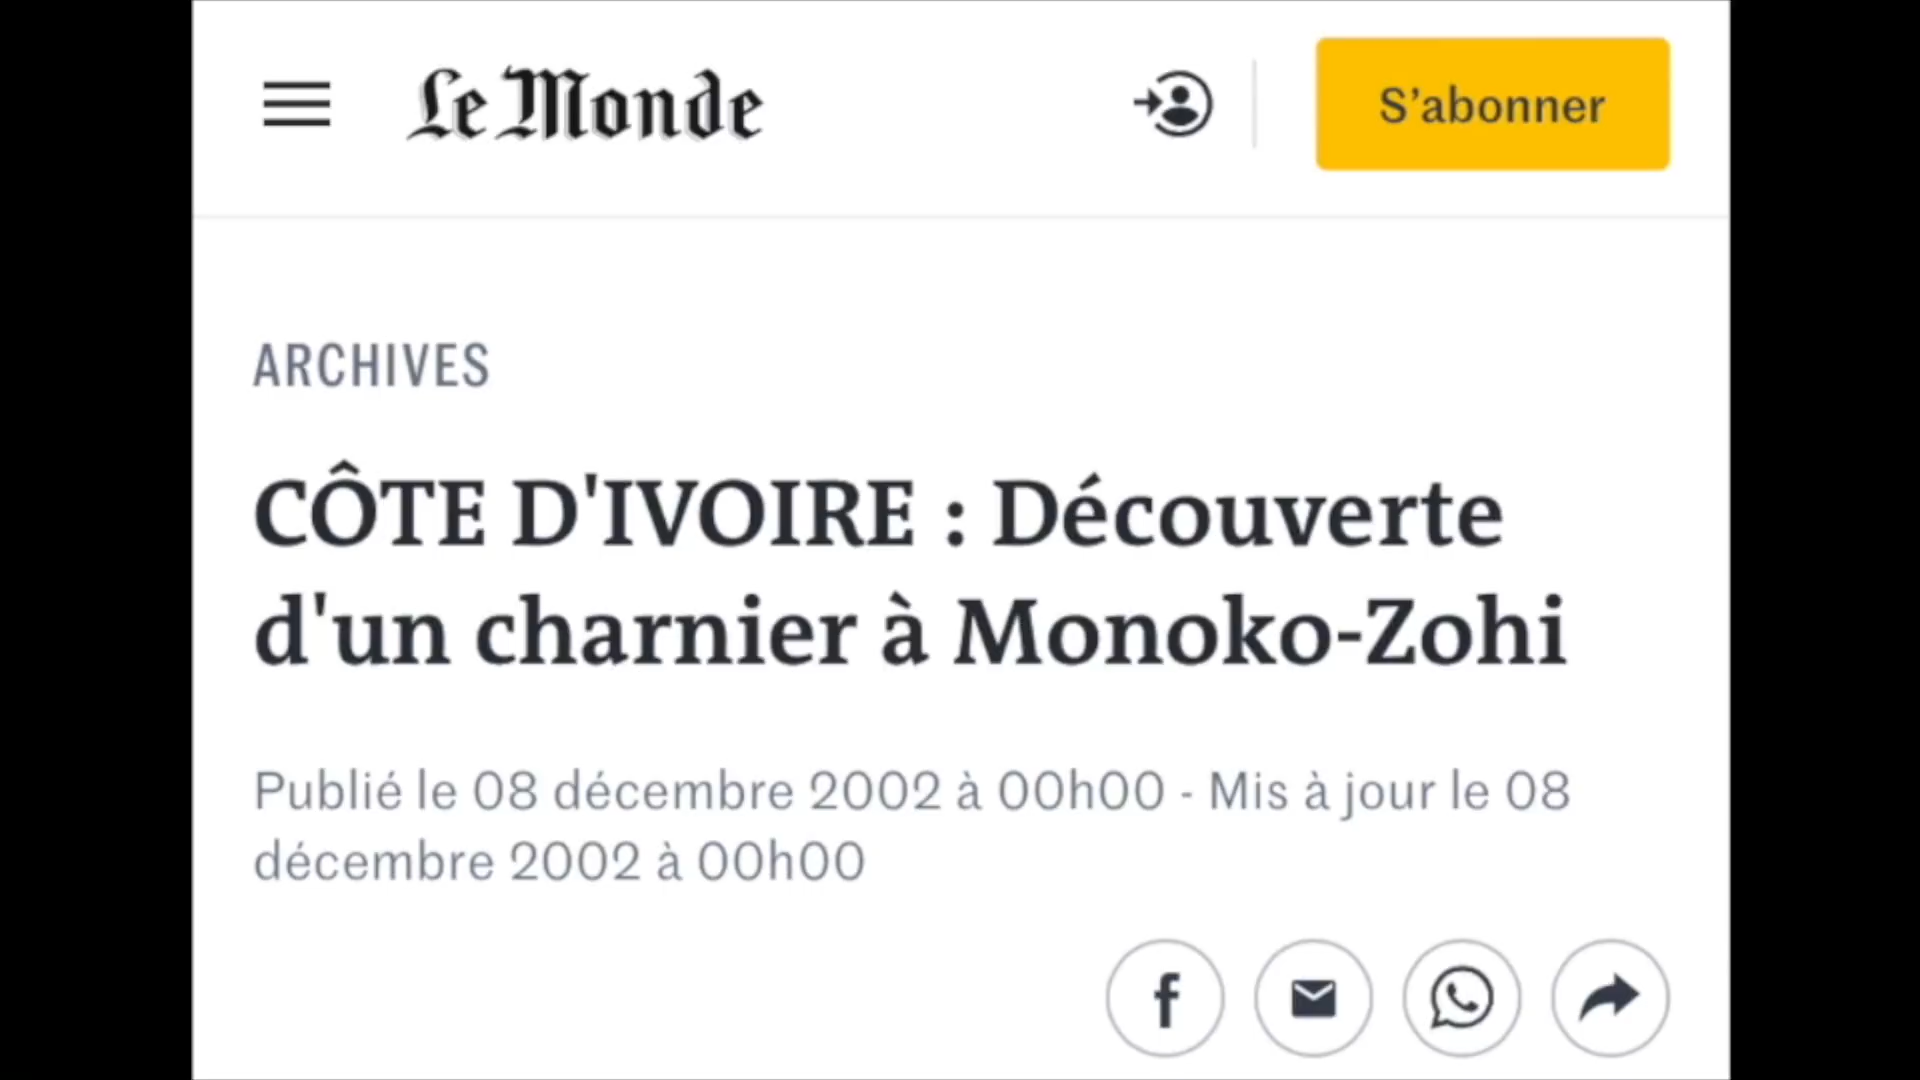 Le Monde
S’abonner
ARCHIVES
CÔTE D'IVOIRE : Découverte
d'un charnier à Monoko-Zohi
Publié le 08 décembre 2002 à 00h00 - Mis à jour le 08
décembre 2002 à 00h00